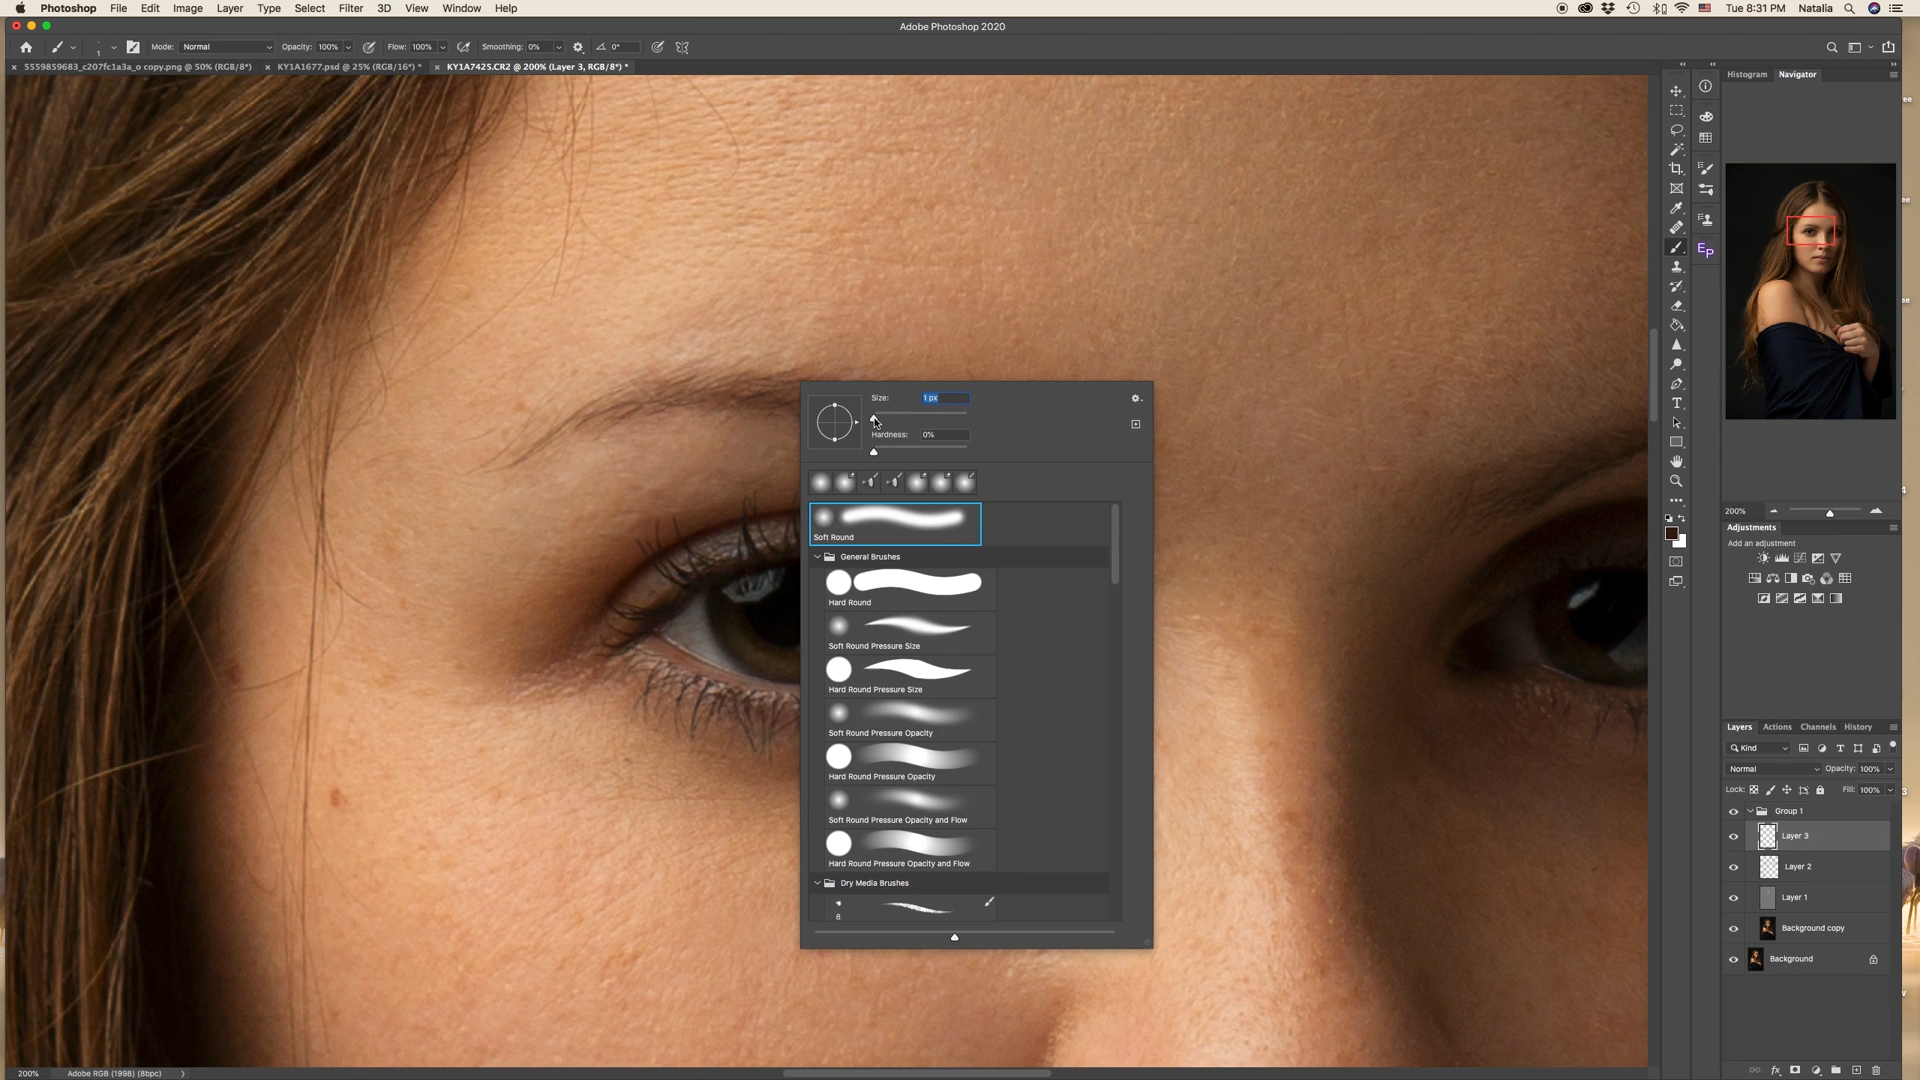 Photoshop File Edit Image Layer Type Select Filter 3D View Window Help Tue 8:31 PM Natalia
Adobe Photoshop 2020
1 Mode: Normal Opacity: 100% Flow: 100% Smoothing: 0% 0°
5559859683_c207fc1a3a_o copy.png @ 50% (RGB/8*) KY1A1677.psd @ 25% (RGB/16*) * KY1A7425.CR2 @ 200% (Layer 3, RGB/8*) *
Histogram Navigator
Size: 1 px
Hardness: 0%
Soft Round
General Brushes
Hard Round
Soft Round Pressure Size
Hard Round Pressure Size
Soft Round Pressure Opacity
Hard Round Pressure Opacity
Soft Round Pressure Opacity and Flow
Hard Round Pressure Opacity and Flow
Dry Media Brushes
8
EP
200%
Adjustments
Add an adjustment
Layers Actions Channels History
Kind
Normal Opacity: 100%
Lock: Fill: 100%
Group 1
Layer 3
Layer 2
Layer 1
Background copy
Background
fx
200% Adobe RGB (1998) (8bpc)